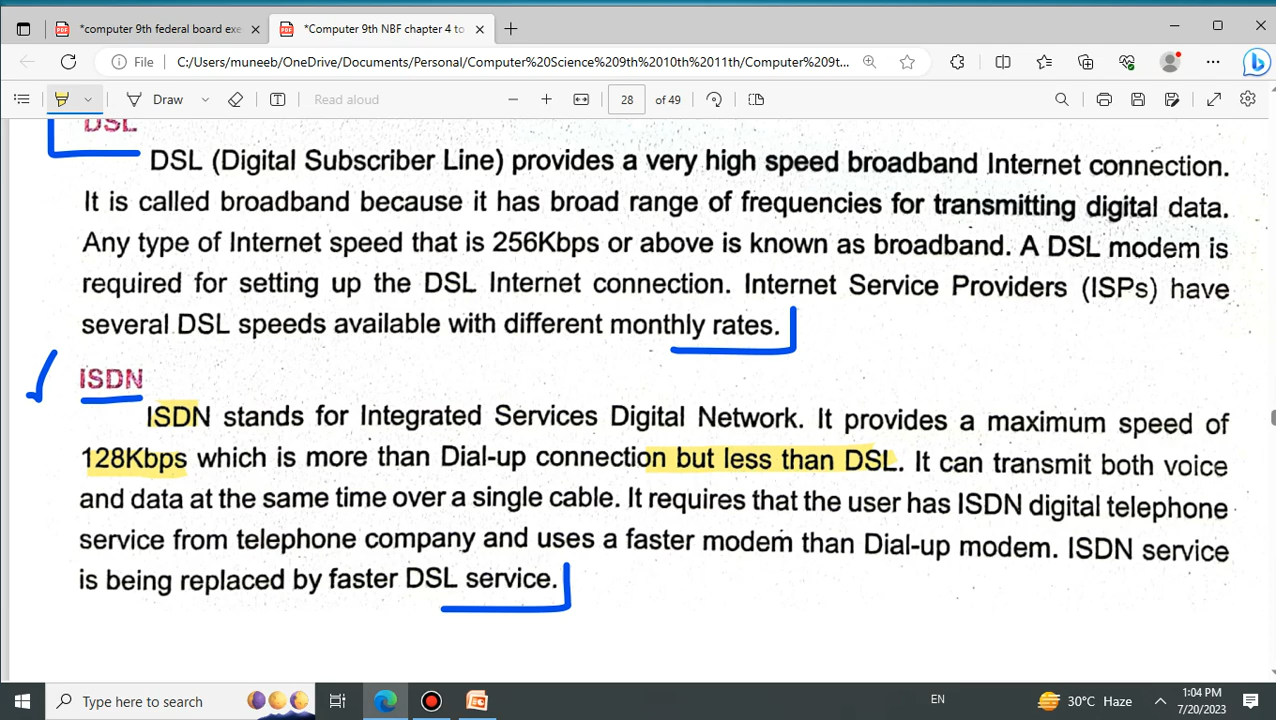 *computer 9th federal board exe
*Computer 9th NBF chapter 4 to
File C:/Users/muneeb/OneDrive/Documents/Personal/Computer%20Science%209th%2010th%2011th/Computer%209t...
Draw Read aloud 28 of 49
DSL
DSL (Digital Subscriber Line) provides a very high speed broadband Internet connection.
It is called broadband because it has broad range of frequencies for transmitting digital data.
Any type of Internet speed that is 256Kbps or above is known as broadband. A DSL modem is
required for setting up the DSL Internet connection. Internet Service Providers (ISPs) have
several DSL speeds available with different monthly rates.
ISDN
ISDN stands for Integrated Services Digital Network. It provides a maximum speed of
128Kbps which is more than Dial-up connection but less than DSL. It can transmit both voice
and data at the same time over a single cable. It requires that the user has ISDN digital telephone
service from telephone company and uses a faster modem than Dial-up modem. ISDN service
is being replaced by faster DSL service.
Type here to search
EN
30°C Haze
1:04 PM
7/20/2023